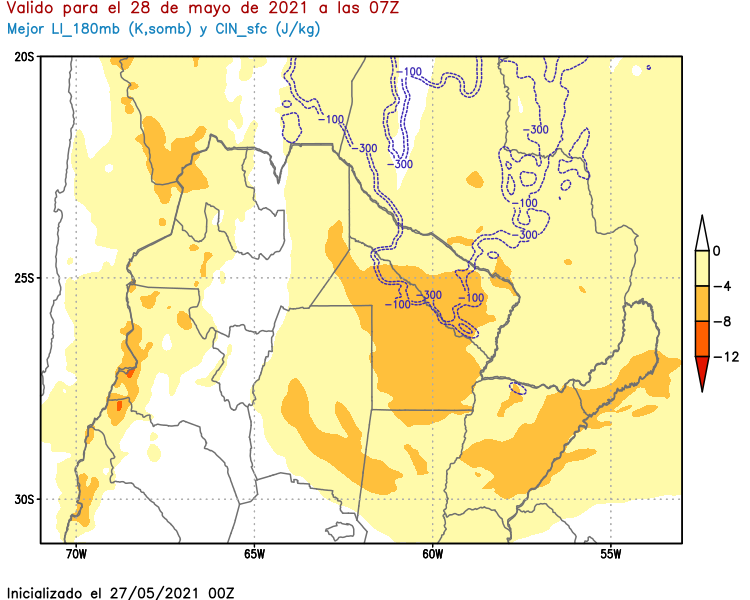 Valido para el 28 de mayo de 2021 a las 07Z
Mejor LI_180mb (K,somb) y CIN_sfc (J/kg)
20S
-100
-100
-300
-300
-300
-100
300
25S
-300
-100
-100
30S
70W
65W
60W
55W
0
-4
-8
-12
Inicializado el 27/05/2021 00Z